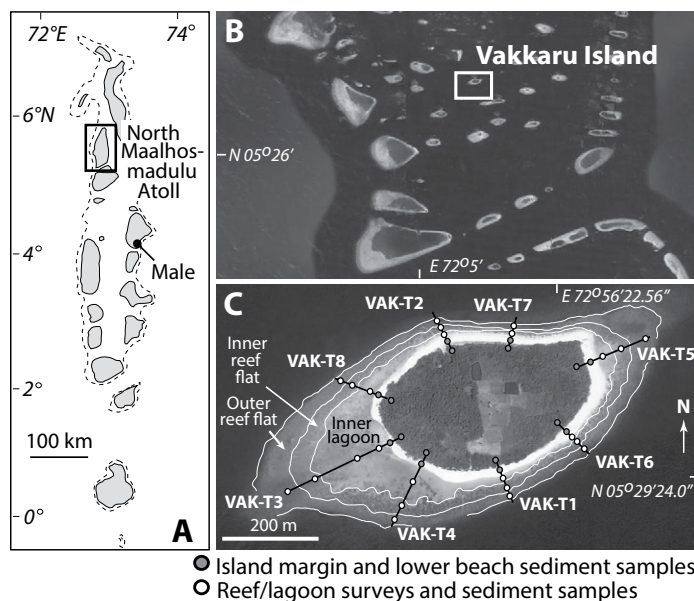 72°E
74°
6°N
North
Maalhos-
madulu
Atoll
4°
Male
2°
100 km
0°
A
B
Vakkaru Island
N 05° 26'
E 72° 5'
C
E 72° 56'22.56"
VAK-T2
VAK-T7
Inner
reef
flat
VAK-T8
VAK-T5
Outer
reef flat
Inner
lagoon
N
VAK-T6
VAK-T3
VAK-T1
N 05° 29'24.0"
VAK-T4
200 m
Island margin and lower beach sediment samples
Reef/lagoon surveys and sediment samples